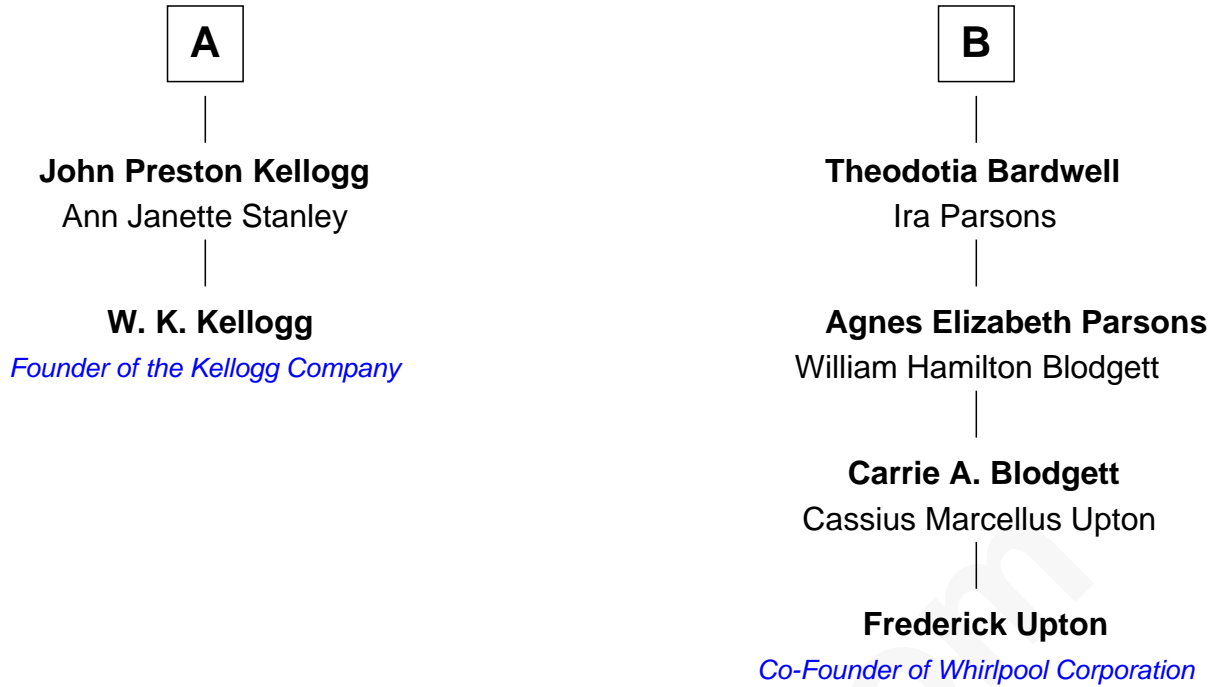 A
John Preston Kellogg
Ann Janette Stanley
W. K. Kellogg
Founder of the Kellogg Company
B
Theodotia Bardwell
Ira Parsons
Agnes Elizabeth Parsons
William Hamilton Blodgett
Carrie A. Blodgett
Cassius Marcellus Upton
Frederick Upton
Co-Founder of Whirlpool Corporation